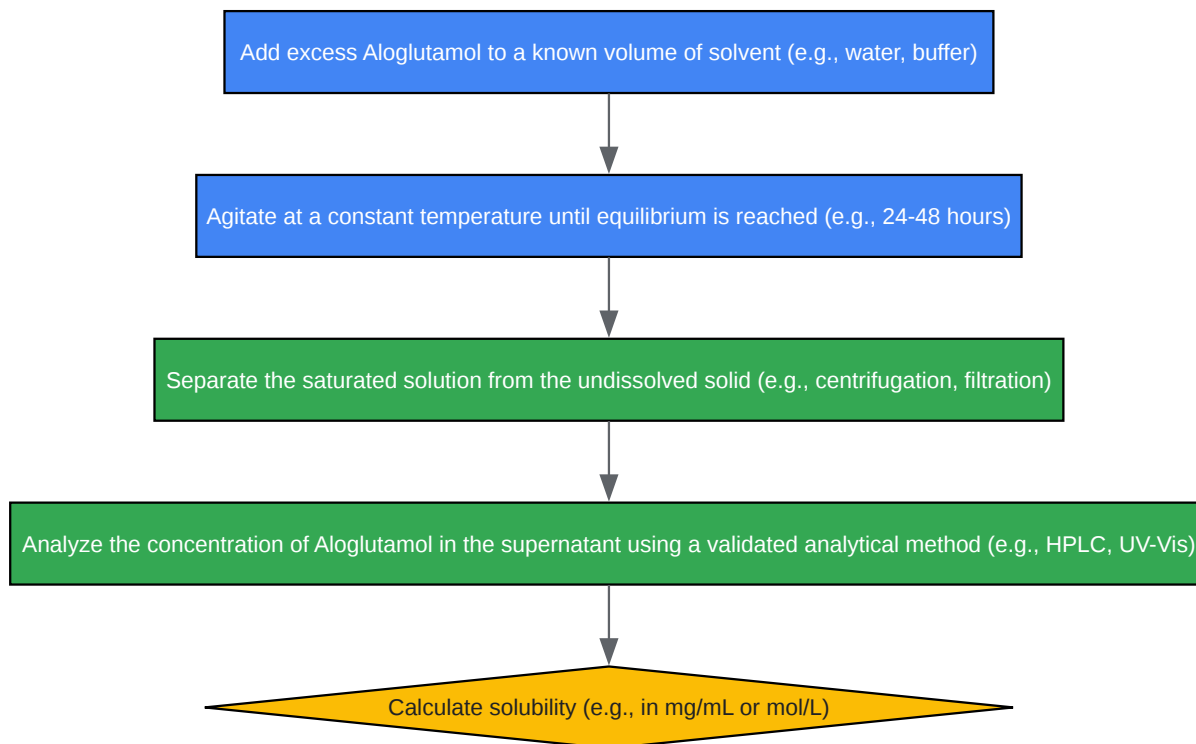 Add excess Aloglutamol to a known volume of solvent (e.g., water, buffer)
Agitate at a constant temperature until equilibrium is reached (e.g., 24-48 hours)
Separate the saturated solution from the undissolved solid (e.g., centrifugation, filtration)
Analyze the concentration of Aloglutamol in the supernatant using a validated analytical method (e.g., HPLC, UV-Vis)
Calculate solubility (e.g., in mg/mL or mol/L)